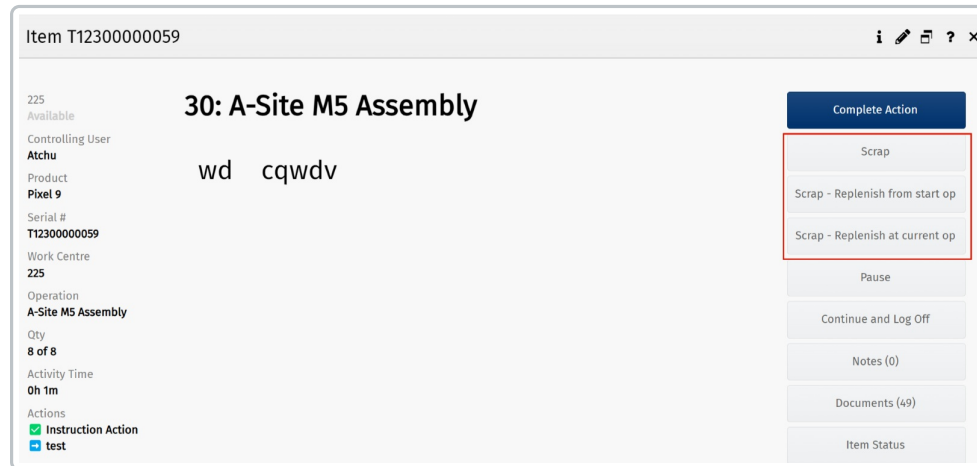 Item T12300000059
i ? ×
225
Available
Controlling User
Atchu
Product
Pixel 9
Serial #
T12300000059
Work Centre
225
Operation
A-Site M5 Assembly
Qty
8 of 8
Activity Time
0h 1m
Actions
Instruction Action
test
30: A-Site M5 Assembly
wd cqwdv
Complete Action
Scrap
Scrap - Replenish from start op
Scrap - Replenish at current op
Pause
Continue and Log Off
Notes (0)
Documents (49)
Item Status